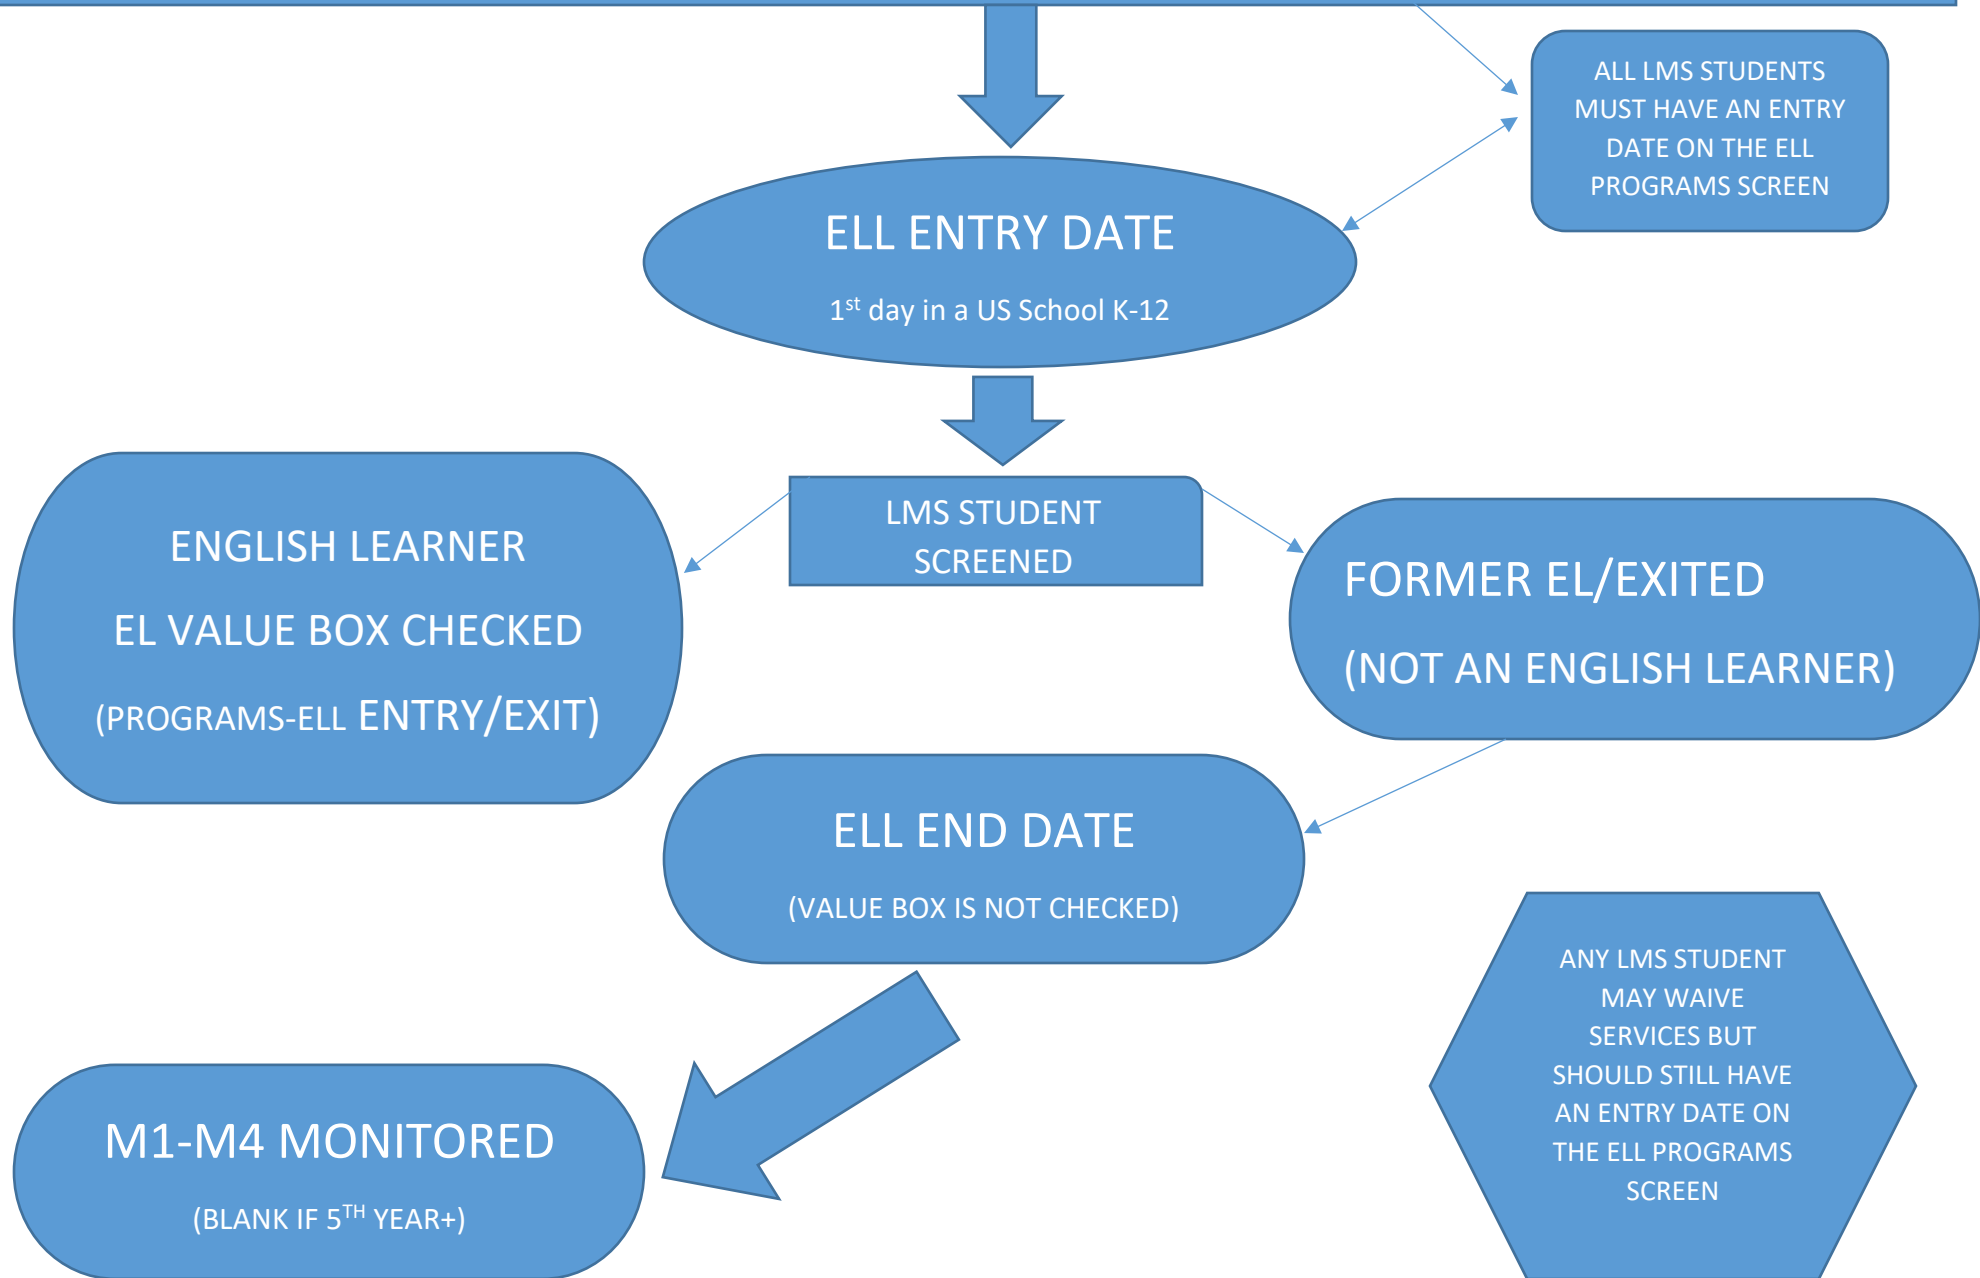 ALL LMS STUDENTS
MUST HAVE AN ENTRY
DATE ON THE ELL
PROGRAMS SCREEN
ELL ENTRY DATE
1st day in a US School K-12
LMS STUDENT
SCREENED
ENGLISH LEARNER
EL VALUE BOX CHECKED
(PROGRAMS-ELL ENTRY/EXIT)
FORMER EL/EXITED
(NOT AN ENGLISH LEARNER)
ELL END DATE
(VALUE BOX IS NOT CHECKED)
ANY LMS STUDENT
MAY WAIVE
SERVICES BUT
SHOULD STILL HAVE
AN ENTRY DATE ON
THE ELL PROGRAMS
SCREEN
M1-M4 MONITORED
(BLANK IF 5TH YEAR+)